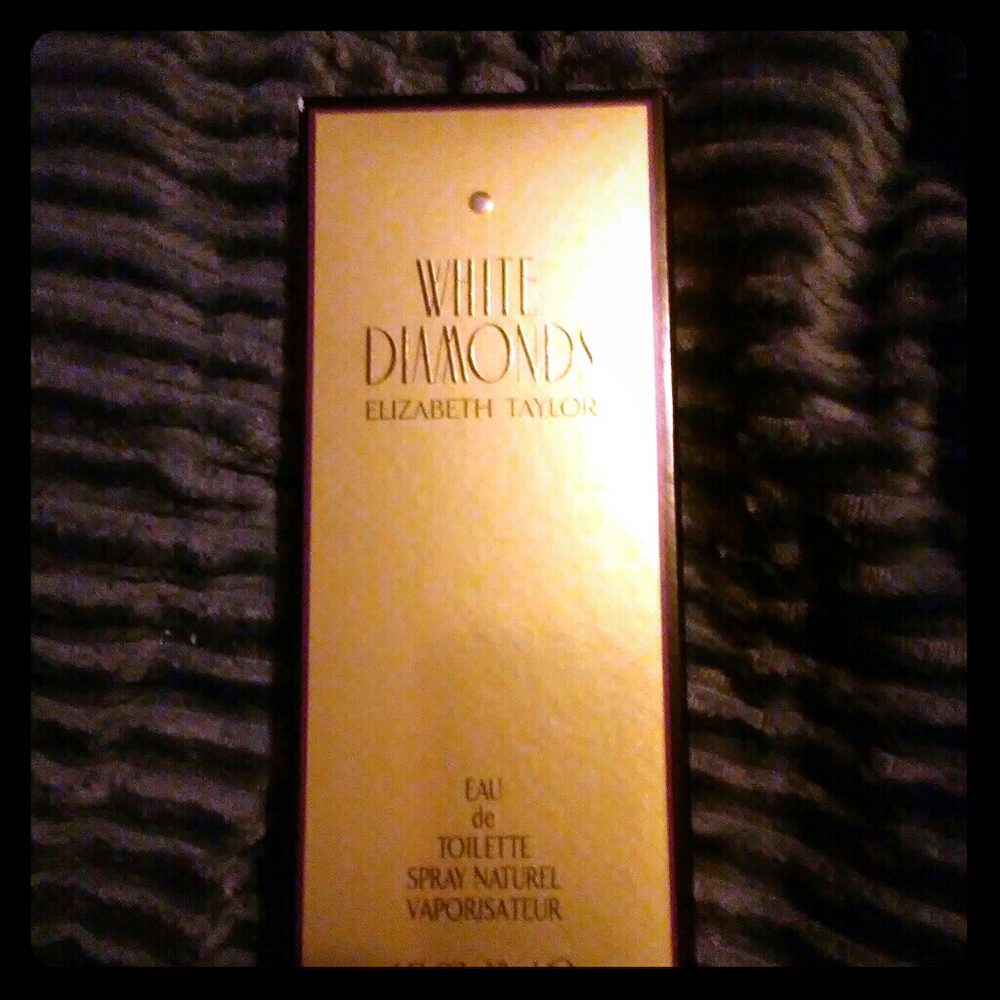 WHITE
DIAMONDS
ELIZABETH TAYLOR
EAU
de
TOILETTE
SPRAY NATUREL
VAPORISATEUR